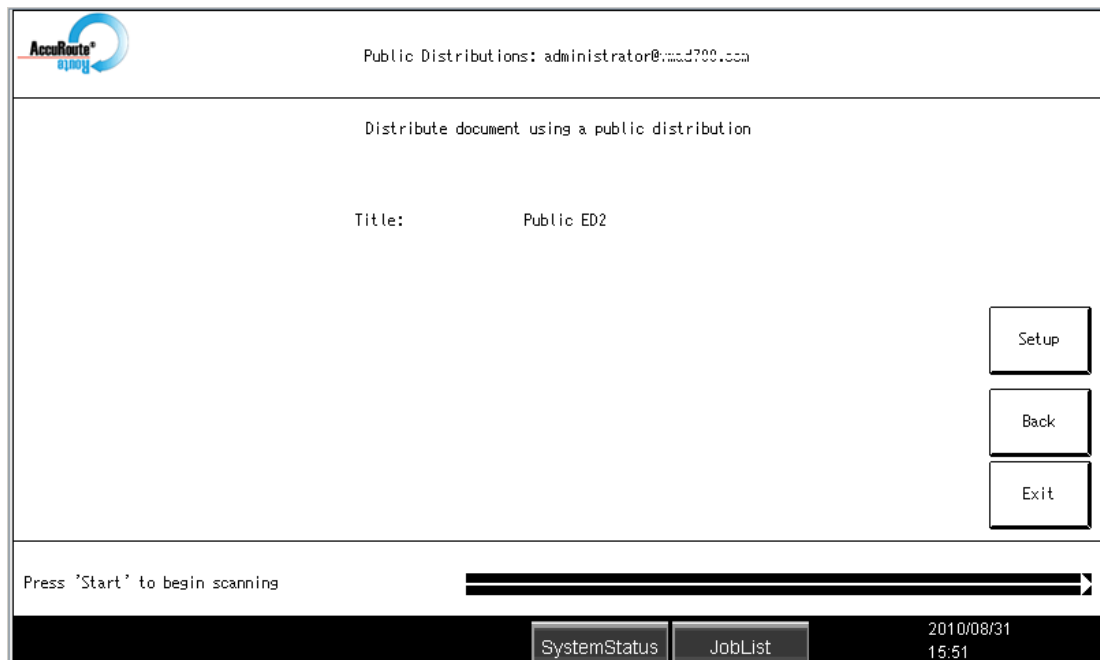 AccuRoute®
Route
Public Distributions: administrator@
Distribute document using a public distribution
Title: Public ED2
Setup
Back
Exit
Press 'Start' to begin scanning
SystemStatus JobList 2010/08/31
15:51